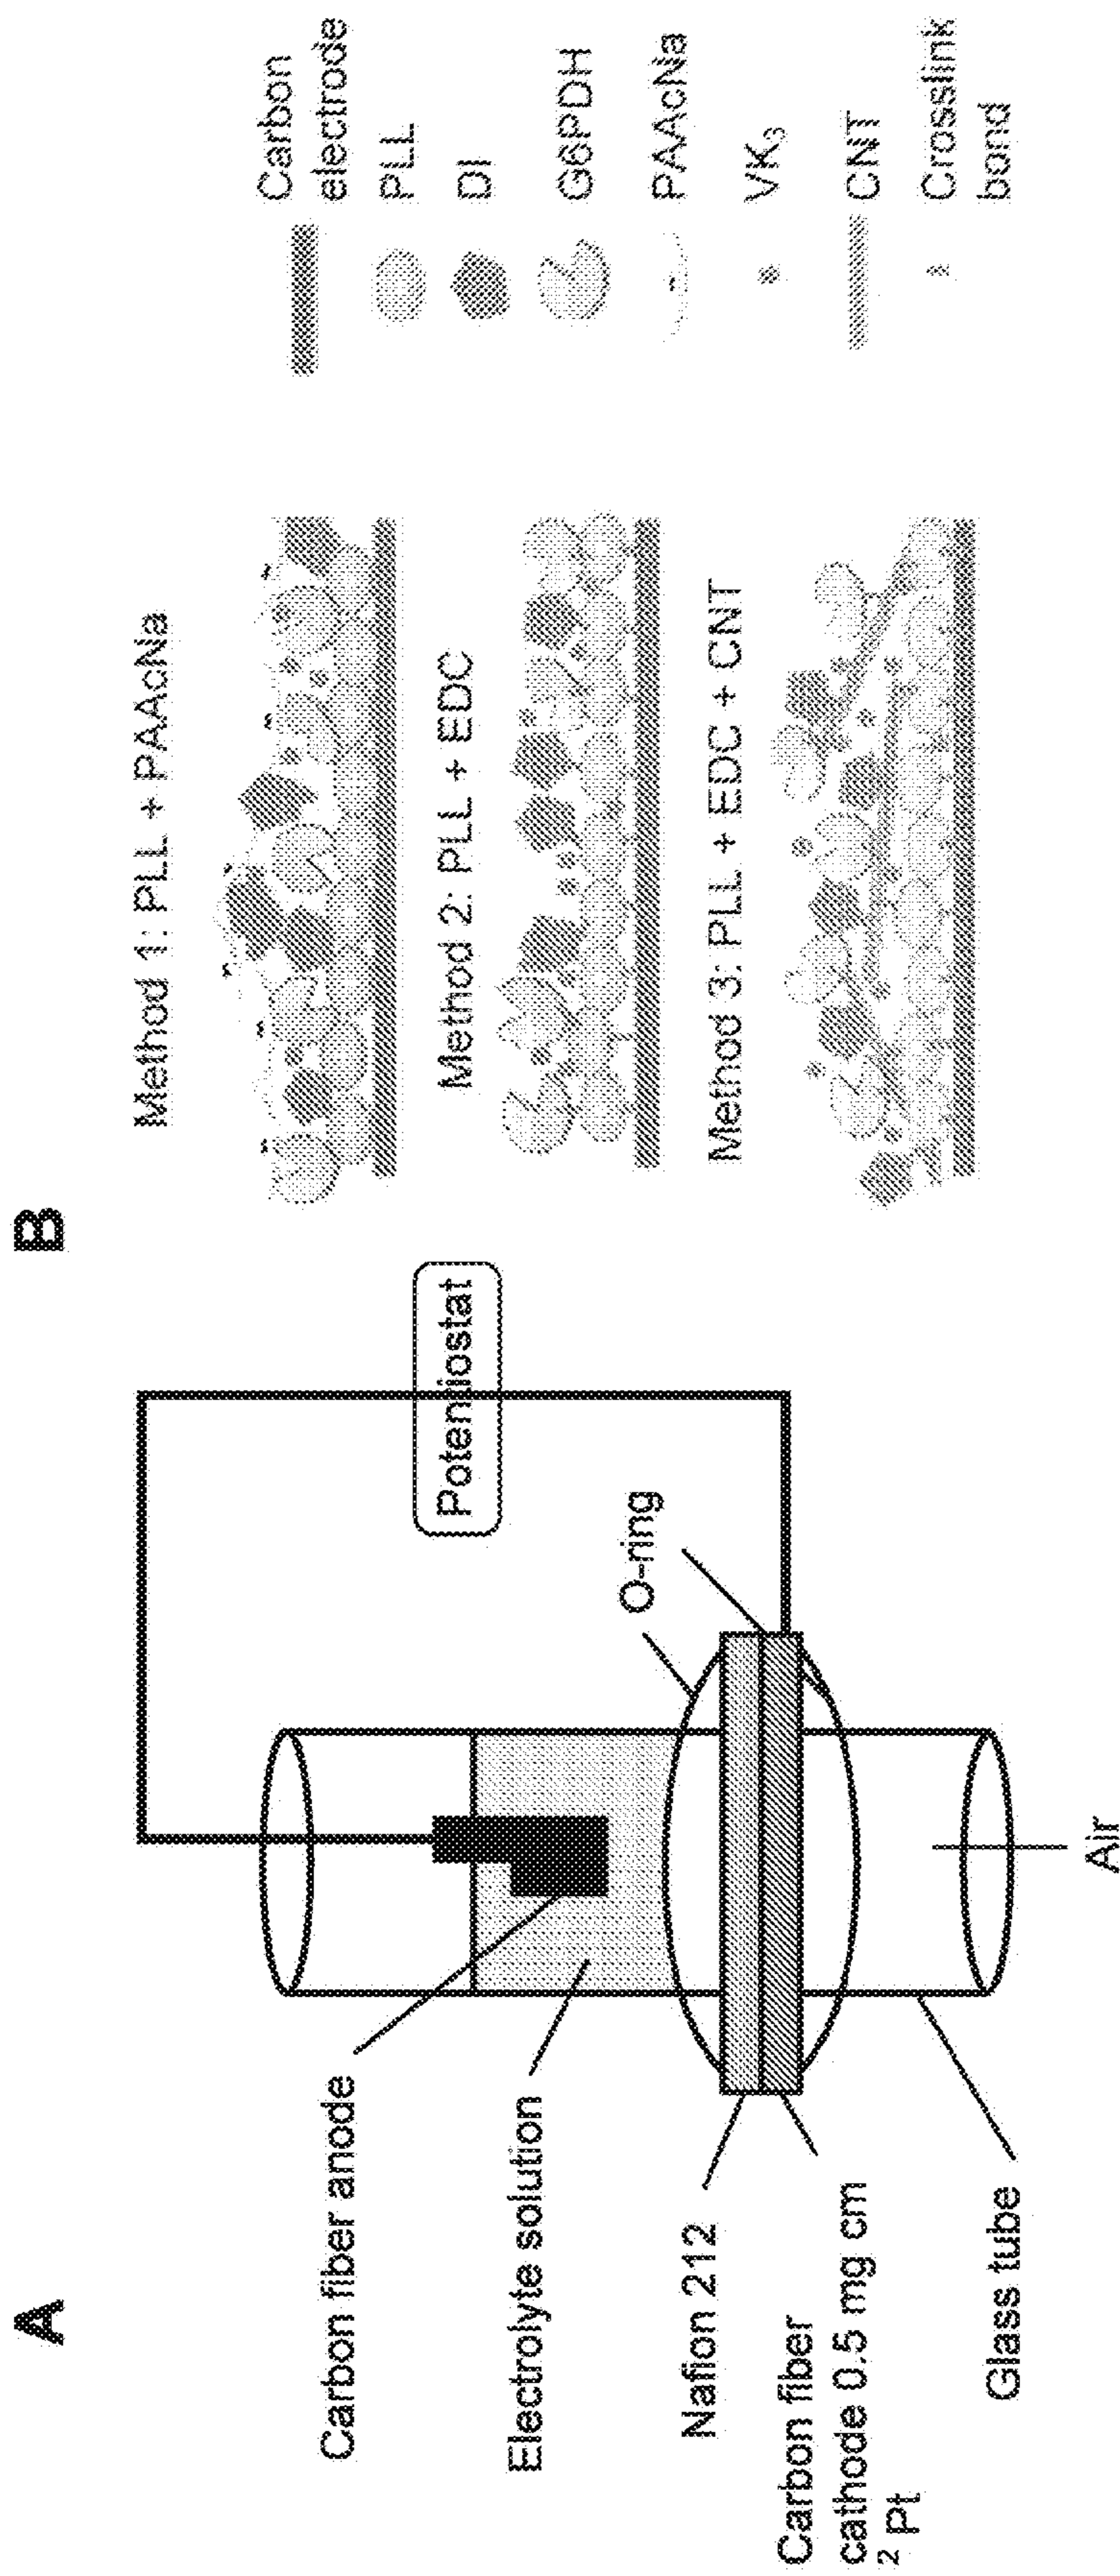 A
Carbon fiber anode
Electrolyte solution
Nafion 212
Carbon fiber
cathode 0.5 mg cm
² Pt
Glass tube
Air
O-ring
Potentiostat
B
Method 1: PLL + PAAcNa
Method 2: PLL + EDC
Method 3: PLL + EDC + CNT
Carbon
electrode
PLL
DI
G6PDH
PAAcNa
VK₃
CNT
Crosslink
bond